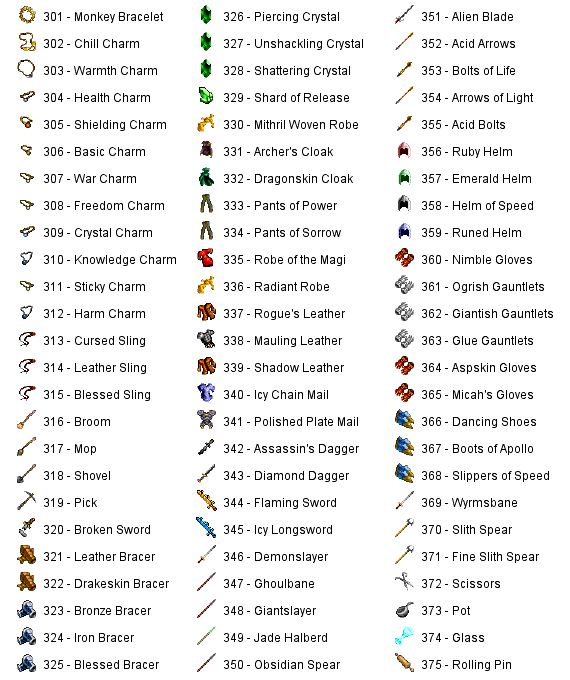 301 - Monkey Bracelet
302 - Chill Charm
303 - Warmth Charm
304 - Health Charm
305 - Shielding Charm
306 - Basic Charm
307 - War Charm
308 - Freedom Charm
309 - Crystal Charm
310 - Knowledge Charm
311 - Sticky Charm
312 - Harm Charm
313 - Cursed Sling
314 - Leather Sling
315 - Blessed Sling
316 - Broom
317 - Mop
318 - Shovel
319 - Pick
320 - Broken Sword
321 - Leather Bracer
322 - Drakeskin Bracer
323 - Bronze Bracer
324 - Iron Bracer
325 - Blessed Bracer
326 - Piercing Crystal
327 - Unshackling Crystal
328 - Shattering Crystal
329 - Shard of Release
330 - Mithril Woven Robe
331 - Archer's Cloak
332 - Dragonskin Cloak
333 - Pants of Power
334 - Pants of Sorrow
335 - Robe of the Magi
336 - Radiant Robe
337 - Rogue's Leather
338 - Mauling Leather
339 - Shadow Leather
340 - Icy Chain Mail
341 - Polished Plate Mail
342 - Assassin's Dagger
343 - Diamond Dagger
344 - Flaming Sword
345 - Icy Longsword
346 - Demonslayer
347 - Ghoulbane
348 - Giantslayer
349 - Jade Halberd
350 - Obsidian Spear
351 - Alien Blade
352 - Acid Arrows
353 - Bolts of Life
354 - Arrows of Light
355 - Acid Bolts
356 - Ruby Helm
357 - Emerald Helm
358 - Helm of Speed
359 - Runed Helm
360 - Nimble Gloves
361 - Ogrish Gauntlets
362 - Giantish Gauntlets
363 - Glue Gauntlets
364 - Aspskin Gloves
365 - Micah's Gloves
366 - Dancing Shoes
367 - Boots of Apollo
368 - Slippers of Speed
369 - Wyrmsbane
370 - Slith Spear
371 - Fine Slith Spear
372 - Scissors
373 - Pot
374 - Glass
375 - Rolling Pin